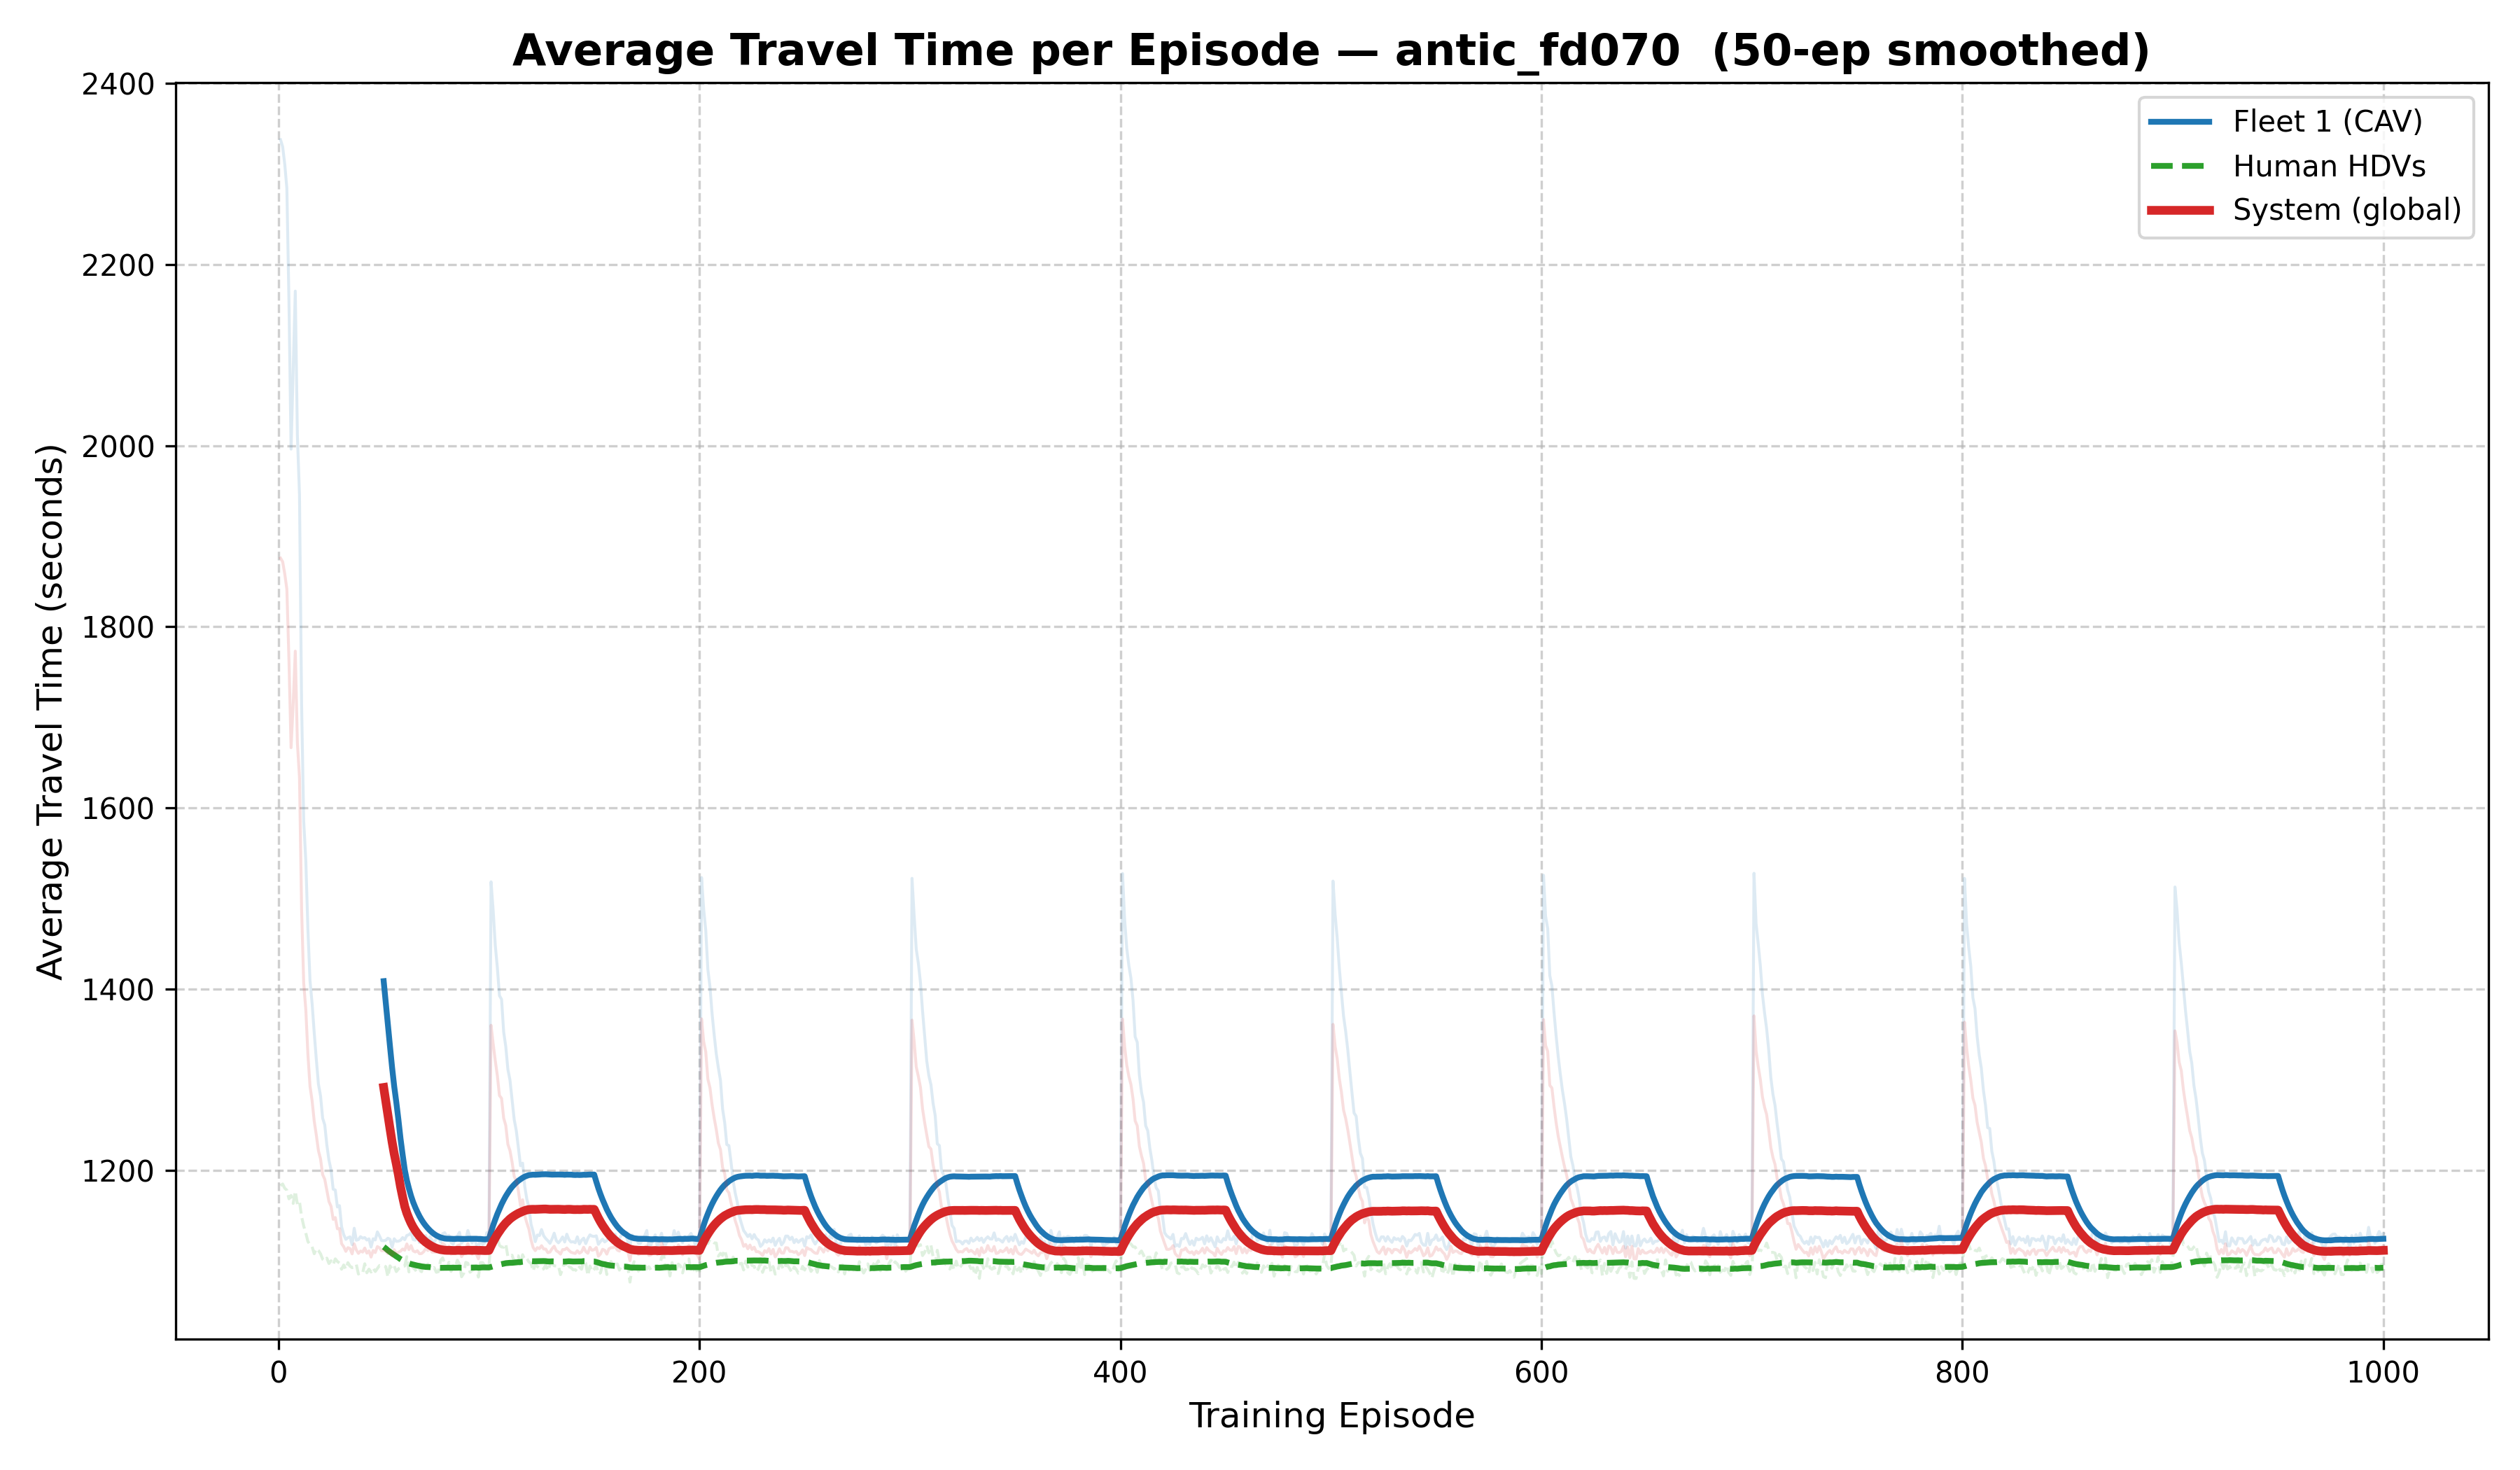 Average Travel Time per Episode — antic_fd070 (50-ep smoothed)
Average Travel Time (seconds)
2400
2200
2000
1800
1600
1400
1200
Fleet 1 (CAV)
Human HDVs
System (global)
0
200
400
600
800
1000
Training Episode